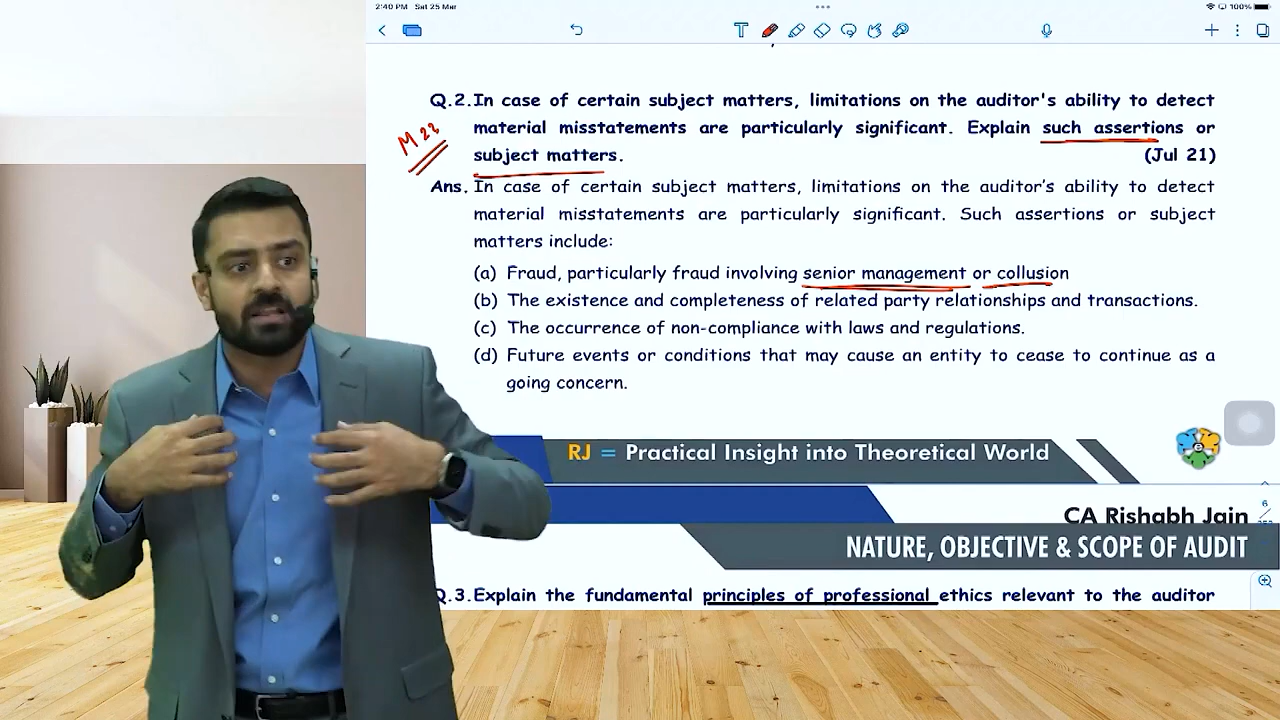 2:40 PM Sat 25 Mar
100%
Q.2. In case of certain subject matters, limitations on the auditor's ability to detect
material misstatements are particularly significant. Explain such assertions or
subject matters. (Jul 21)
M 22
Ans. In case of certain subject matters, limitations on the auditor's ability to detect
material misstatements are particularly significant. Such assertions or subject
matters include:
(a) Fraud, particularly fraud involving senior management or collusion
(b) The existence and completeness of related party relationships and transactions.
(c) The occurrence of non-compliance with laws and regulations.
(d) Future events or conditions that may cause an entity to cease to continue as a
going concern.
RJ = Practical Insight into Theoretical World
CA Rishabh Jain
6
NATURE, OBJECTIVE & SCOPE OF AUDIT
Q.3. Explain the fundamental principles of professional ethics relevant to the auditor